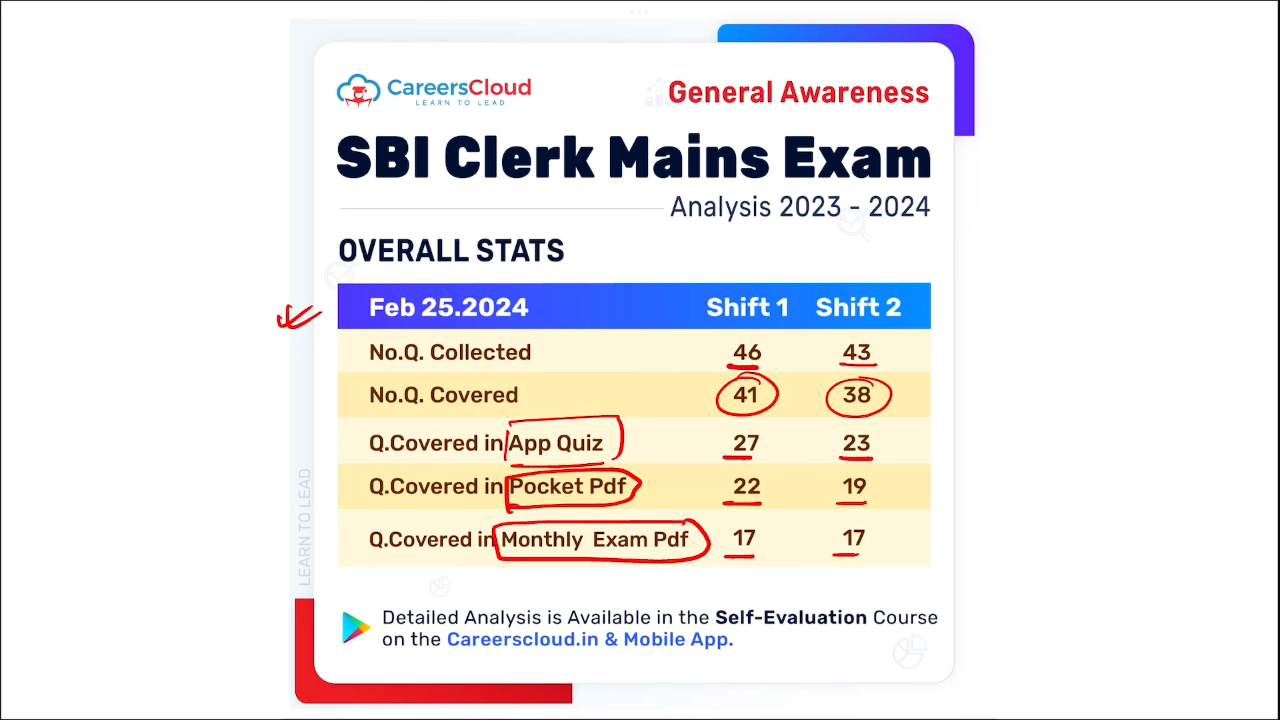 CareersCloud
LEARN TO LEAD
General Awareness
SBI Clerk Mains Exam
Analysis 2023 - 2024
OVERALL STATS
Feb 25.2024 Shift 1 Shift 2
No.Q. Collected 46 43
No.Q. Covered 41 38
Q.Covered in App Quiz 27 23
Q.Covered in Pocket Pdf 22 19
Q.Covered in Monthly Exam Pdf 17 17
LEARN TO LEAD
Detailed Analysis is Available in the Self-Evaluation Course
on the Careerscloud.in & Mobile App.